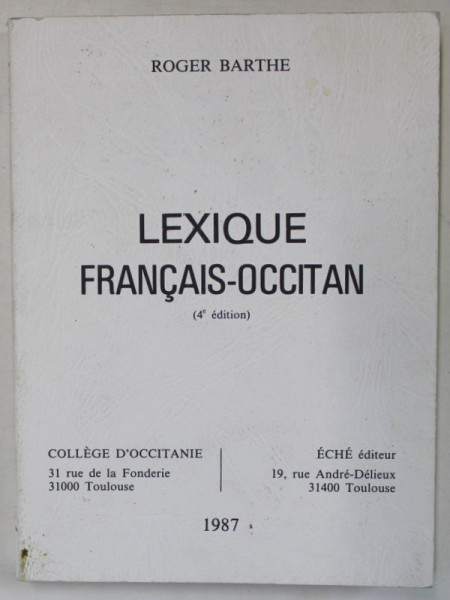 ROGER BARTHE
LEXIQUE
FRANÇAIS-OCCITAN
(4e édition)
COLLÈGE D'OCCITANIE
31 rue de la Fonderie
31000 Toulouse
ÉCHÉ éditeur
19, rue André-Délieux
31400 Toulouse
1987